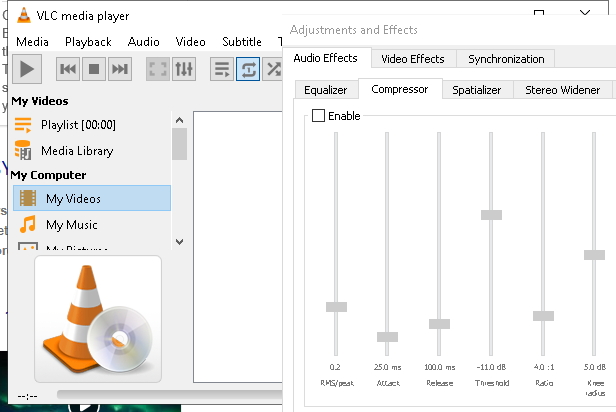 VLC media player
Media Playback Audio Video Subtitle T
My Videos
Playlist [00:00]
Media Library
My Computer
My Videos
My Music
My Pictures
--:--
Adjustments and Effects
Audio Effects Video Effects Synchronization
Equalizer Compressor Spatializer Stereo Widener
Enable
0.2 25.0 ms 100.0 ms -11.0 dB 4.0 :1 5.0 dB
RMS/peak Attack Release Threshold Ratio Knee
radius